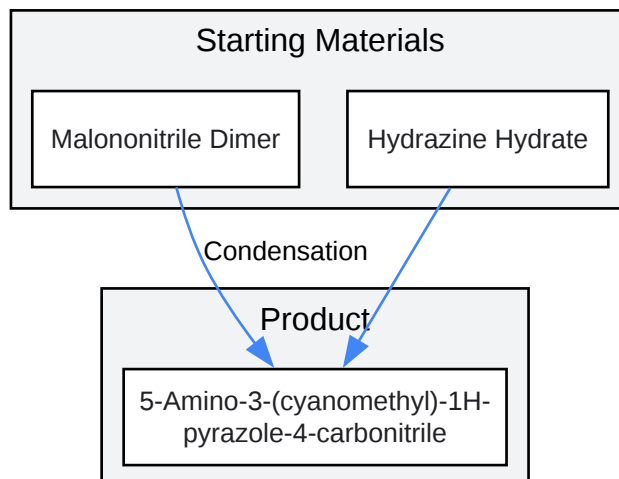 Starting Materials
Malononitrile Dimer
Hydrazine Hydrate
Condensation
Product
5-Amino-3-(cyanomethyl)-1H-
pyrazole-4-carbonitrile